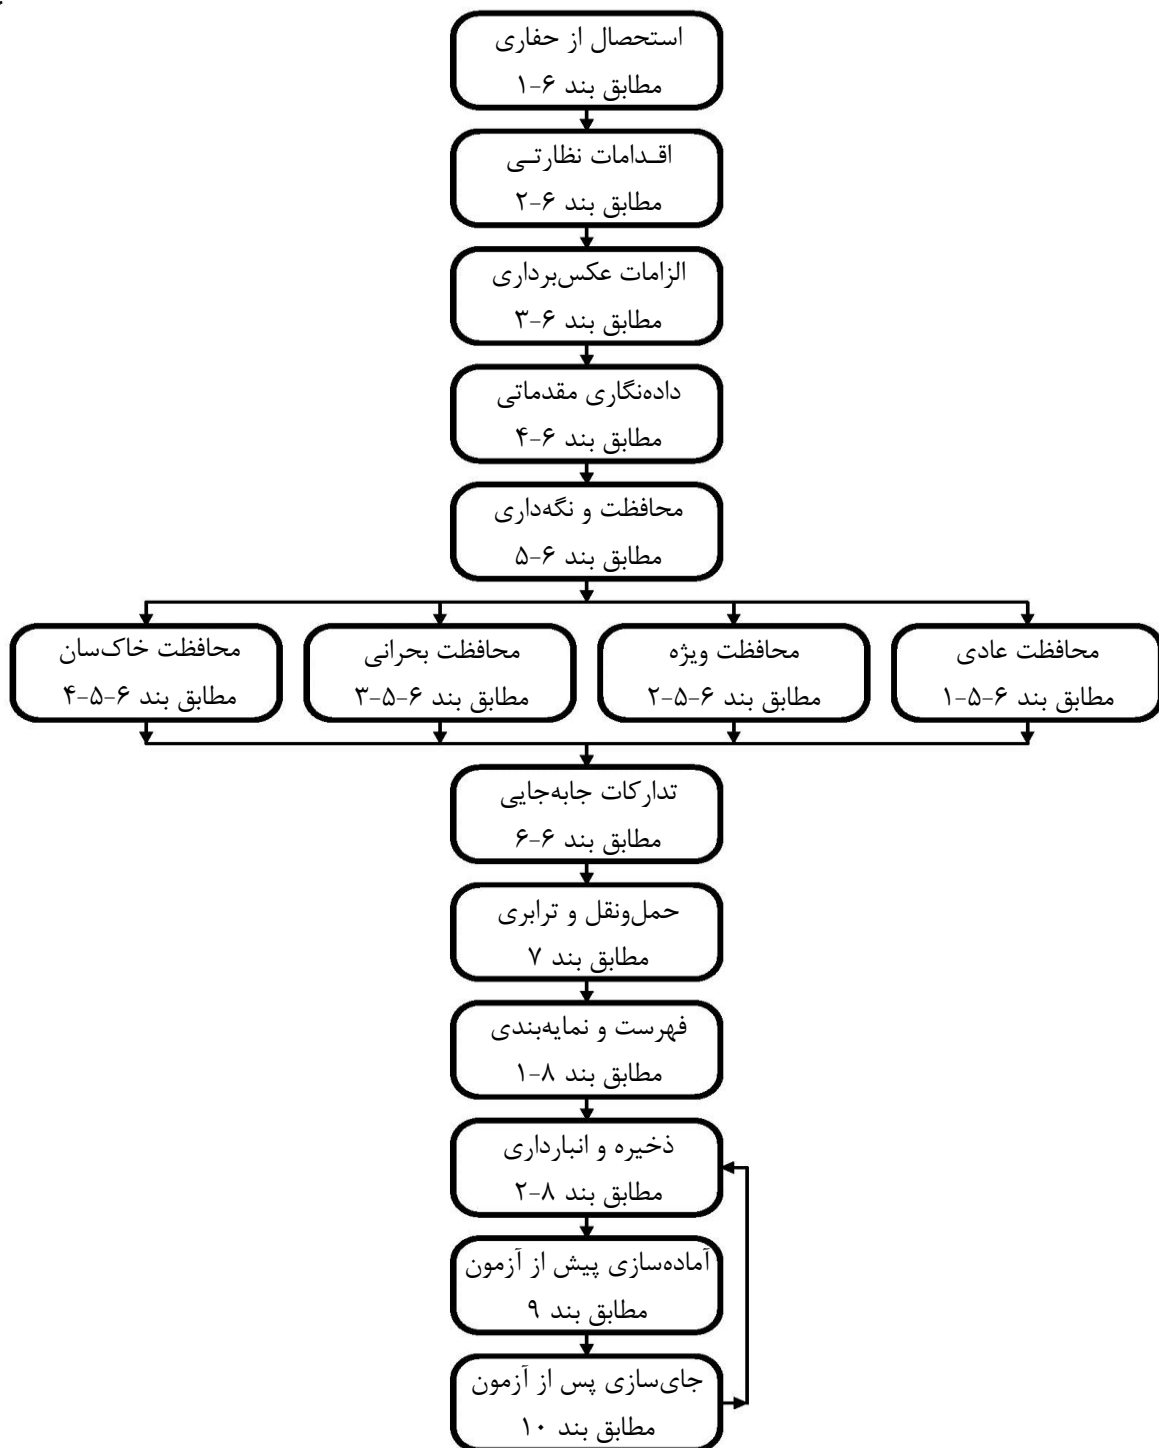 استحصال از حفاری
مطابق بند ۶-۱
اقـدامات نظارتـی
مطابق بند ۶-۲
الزامات عکس‌برداری
مطابق بند ۶-۳
داده‌نگاری مقدماتی
مطابق بند ۶-۴
محافظت و نگه‌داری
مطابق بند ۶-۵
محافظت عادی
مطابق بند ۶-۵-۱
محافظت ویژه
مطابق بند ۶-۵-۲
محافظت بحرانی
مطابق بند ۶-۵-۳
محافظت خاک‌سان
مطابق بند ۶-۵-۴
تدارکات جابه‌جایی
مطابق بند ۶-۶
حمل‌ونقل و ترابری
مطابق بند ۷
فهرست و نمایه‌بندی
مطابق بند ۸-۱
ذخیره و انبارداری
مطابق بند ۸-۲
آماده‌سازی پیش از آزمون
مطابق بند ۹
جای‌سازی پس از آزمون
مطابق بند ۱۰